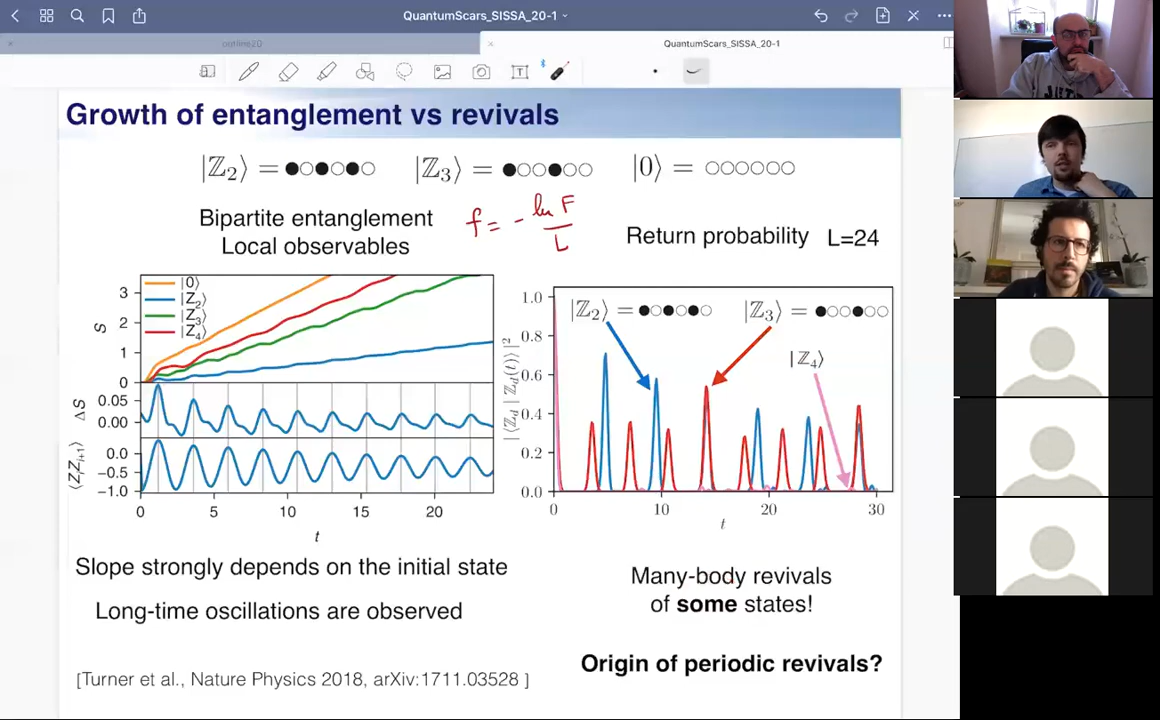 QuantumScars_SISSA_20-1
outline20
QuantumScars_SISSA_20-1
Growth of entanglement vs revivals
|ℤ₂⟩ = ●○●○●○ |ℤ₃⟩ = ●○○●○○ |0⟩ = ○○○○○○
Bipartite entanglement
Local observables
f = - ln F / L
Return probability L=24
|0⟩
|Z₂⟩
|Z₃⟩
|Z₄⟩
S
3
2
1
0
ΔS
0.05
0.00
⟨ZᵢZᵢ₊₁⟩
0.0
−0.5
−1.0
0 5 10 15 20
t
|ℤ₂⟩ = ●○●○●○ |ℤ₃⟩ = ●○○●○○
|ℤ₄⟩
|⟨ℤ_d | ℤ_d(t)⟩|²
1.0
0.8
0.6
0.4
0.2
0.0
0 10 20 30
t
Slope strongly depends on the initial state
Long-time oscillations are observed
Many-body revivals
of some states!
Origin of periodic revivals?
[Turner et al., Nature Physics 2018, arXiv:1711.03528 ]